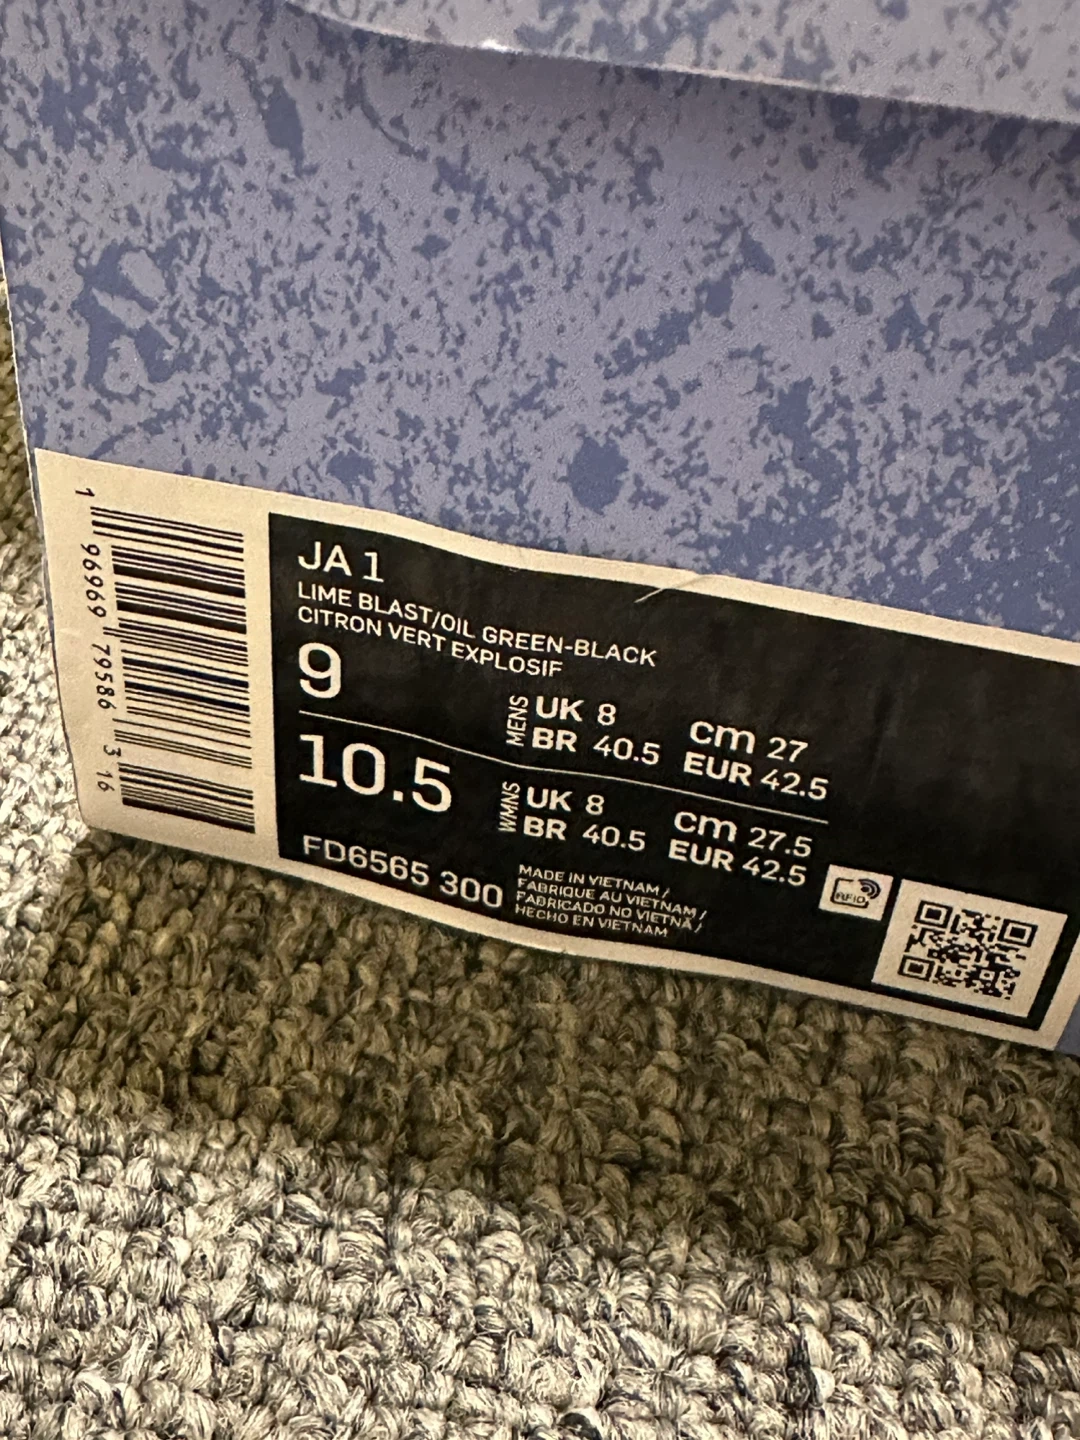 1 96969 79586 3 16
JA 1
LIME BLAST/OIL GREEN-BLACK
CITRON VERT EXPLOSIF
9
MENS UK 8 cm 27
BR 40.5 EUR 42.5
10.5
WMNS UK 8 cm 27.5
BR 40.5 EUR 42.5
FD6565 300
MADE IN VIETNAM /
FABRIQUE AU VIETNAM /
FABRICADO NO VIETNÃ /
HECHO EN VIETNAM
RFID